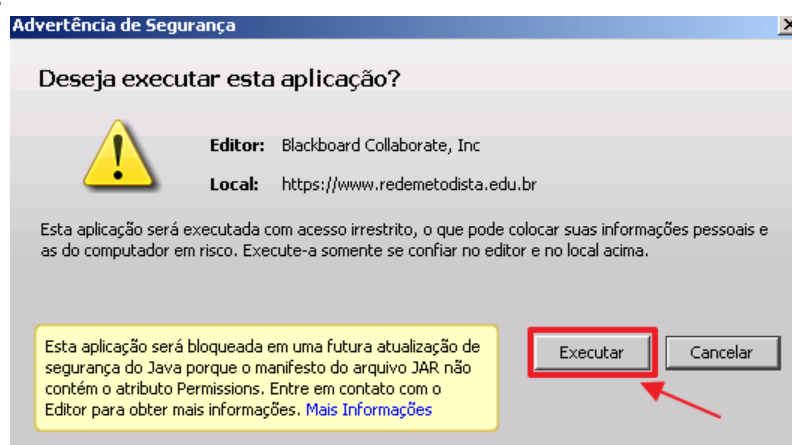 Advertência de Segurança
Deseja executar esta aplicação?
Editor: Blackboard Collaborate, Inc
Local: https://www.redemetodista.edu.br
Esta aplicação será executada com acesso irrestrito, o que pode colocar suas informações pessoais e
as do computador em risco. Execute-a somente se confiar no editor e no local acima.
Esta aplicação será bloqueada em uma futura atualização de
segurança do Java porque o manifesto do arquivo JAR não
contém o atributo Permissions. Entre em contato com o
Editor para obter mais informações. Mais Informações
Executar
Cancelar